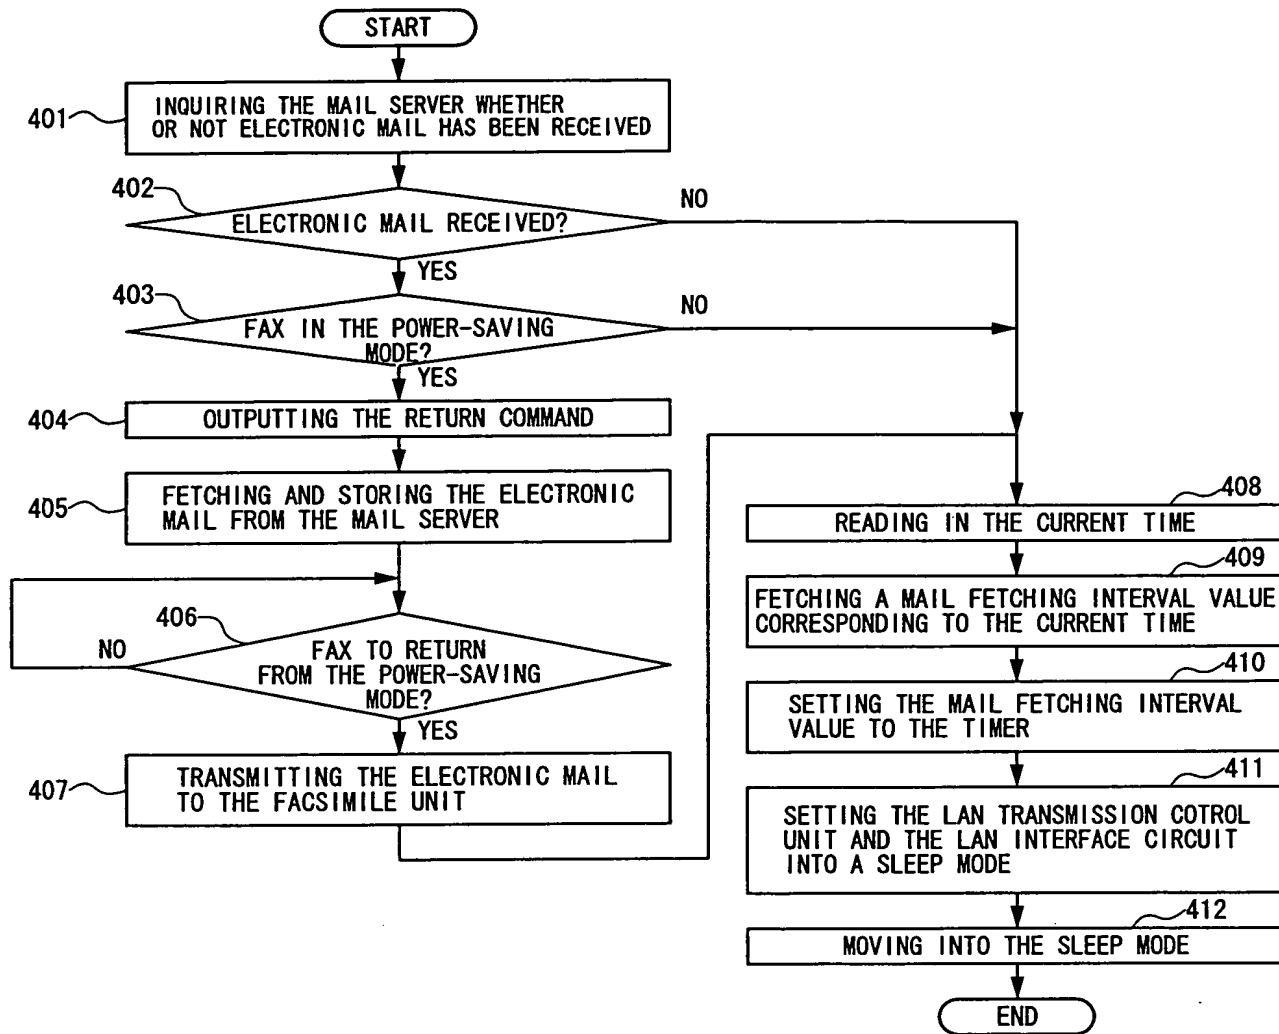 START
401
INQUIRING THE MAIL SERVER WHETHER
OR NOT ELECTRONIC MAIL HAS BEEN RECEIVED
402
ELECTRONIC MAIL RECEIVED?
NO
YES
403
FAX IN THE POWER-SAVING
MODE?
NO
YES
404
OUTPUTTING THE RETURN COMMAND
405
FETCHING AND STORING THE ELECTRONIC
MAIL FROM THE MAIL SERVER
406
FAX TO RETURN
FROM THE POWER-SAVING
MODE?
NO
YES
407
TRANSMITTING THE ELECTRONIC MAIL
TO THE FACSIMILE UNIT
408
READING IN THE CURRENT TIME
409
FETCHING A MAIL FETCHING INTERVAL VALUE
CORRESPONDING TO THE CURRENT TIME
410
SETTING THE MAIL FETCHING INTERVAL
VALUE TO THE TIMER
411
SETTING THE LAN TRANSMISSION COTROL
UNIT AND THE LAN INTERFACE CIRCUIT
INTO A SLEEP MODE
412
MOVING INTO THE SLEEP MODE
END